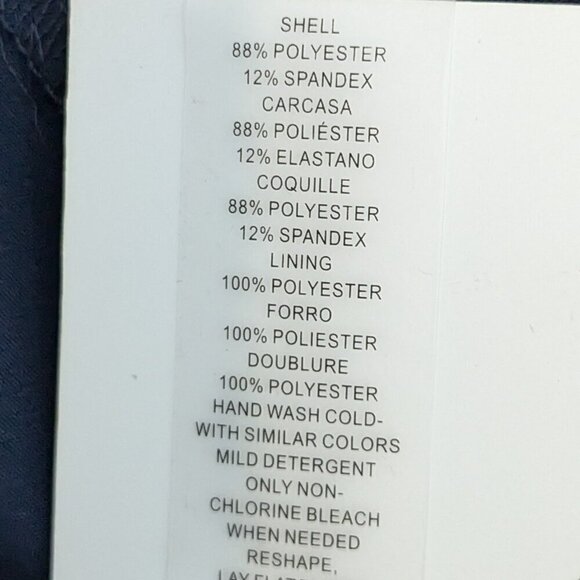 SHELL
88% POLYESTER
12% SPANDEX
CARCASA
88% POLIÉSTER
12% ELASTANO
COQUILLE
88% POLYESTER
12% SPANDEX
LINING
100% POLYESTER
FORRO
100% POLIESTER
DOUBLURE
100% POLYESTER
HAND WASH COLD-
WITH SIMILAR COLORS
MILD DETERGENT
ONLY NON-
CHLORINE BLEACH
WHEN NEEDED
RESHAPE,
LAY